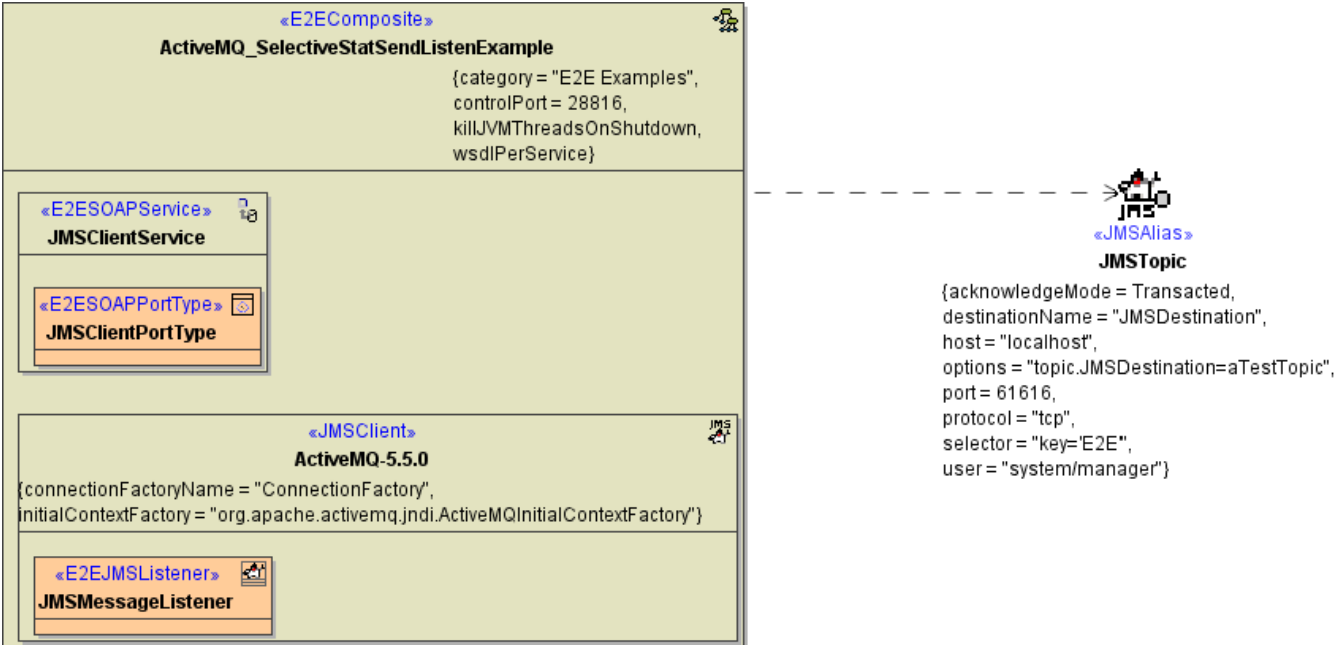 «E2EComposite»
ActiveMQ_SelectiveStatSendListenExample
{category = "E2E Examples",
controlPort = 28816,
killJVMThreadsOnShutdown,
wsdlPerService}
«E2ESOAPService»
JMSClientService
«E2ESOAPPortType»
JMSClientPortType
«JMSClient»
JMS
ActiveMQ-5.5.0
{connectionFactoryName = "ConnectionFactory",
initialContextFactory = "org.apache.activemq.jndi.ActiveMQInitialContextFactory"}
«E2EJMSListener»
JMSMessageListener
JMS
«JMSAlias»
JMSTopic
{acknowledgeMode = Transacted,
destinationName = "JMSDestination",
host = "localhost",
options = "topic.JMSDestination=aTestTopic",
port = 61616,
protocol = "tcp",
selector = "key='E2E'",
user = "system/manager"}